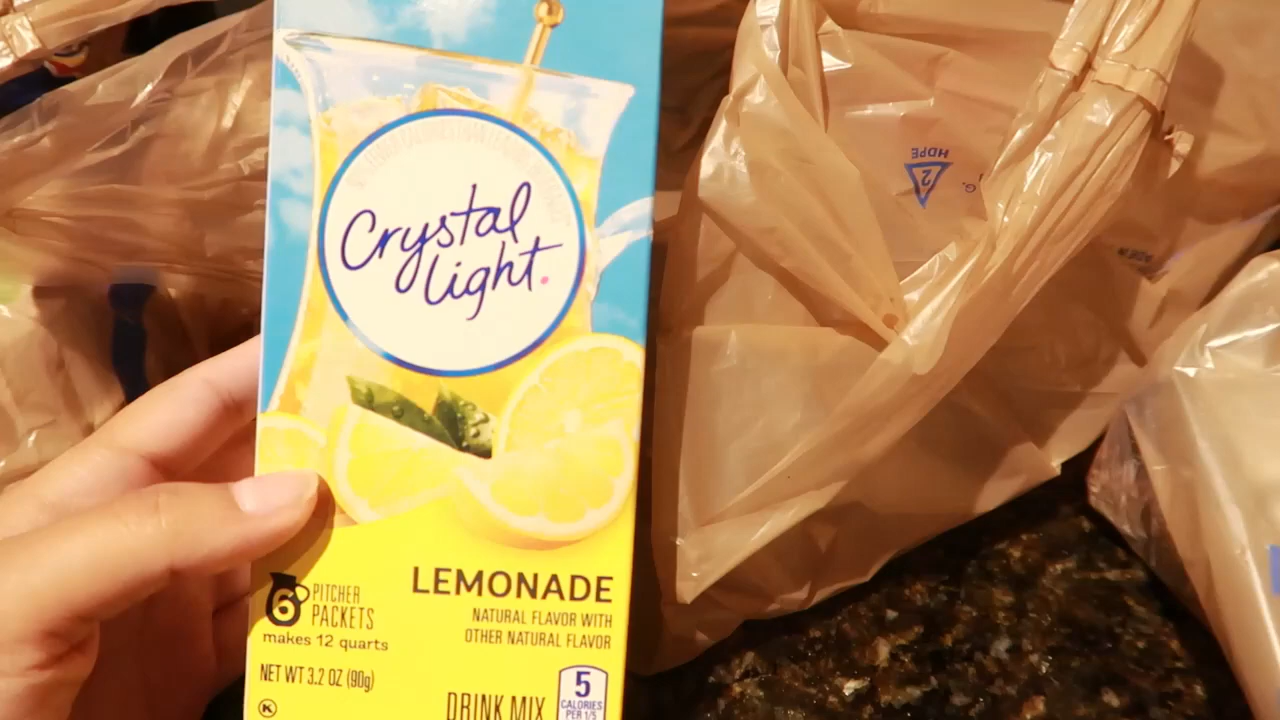 Crystal
light.
6
PITCHER
PACKETS
makes 12 quarts
NET WT 3.2 OZ (90g)
K
LEMONADE
NATURAL FLAVOR WITH
OTHER NATURAL FLAVOR
DRINK MIX
5
CALORIES
PER 1/5
HDPE
2
G.